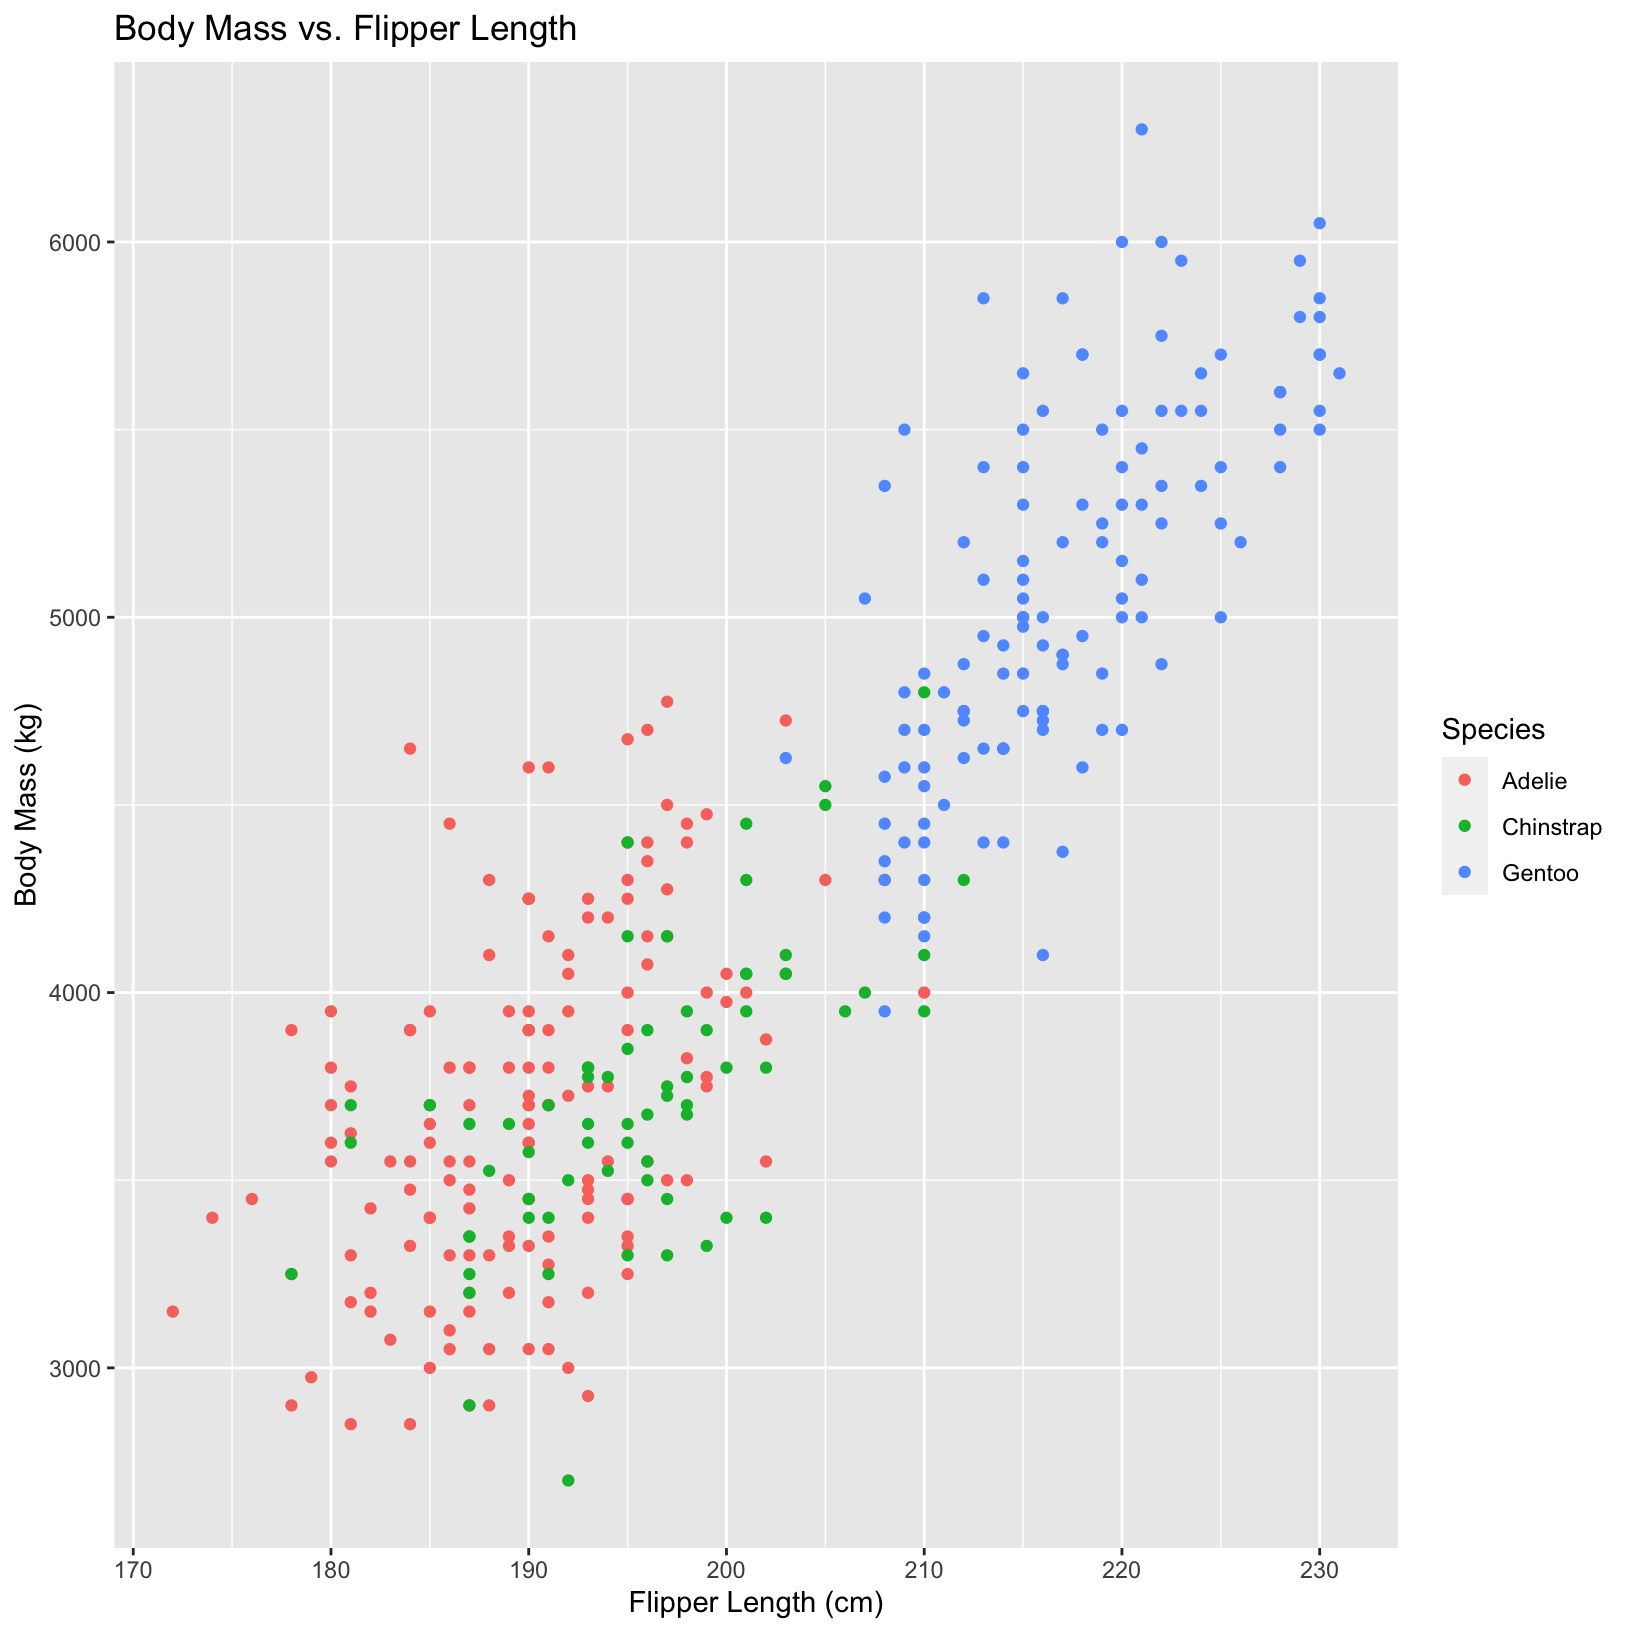 Body Mass vs. Flipper Length
6000
5000
4000
3000
Body Mass (kg)
170 180 190 200 210 220 230
Flipper Length (cm)
Species
Adelie
Chinstrap
Gentoo